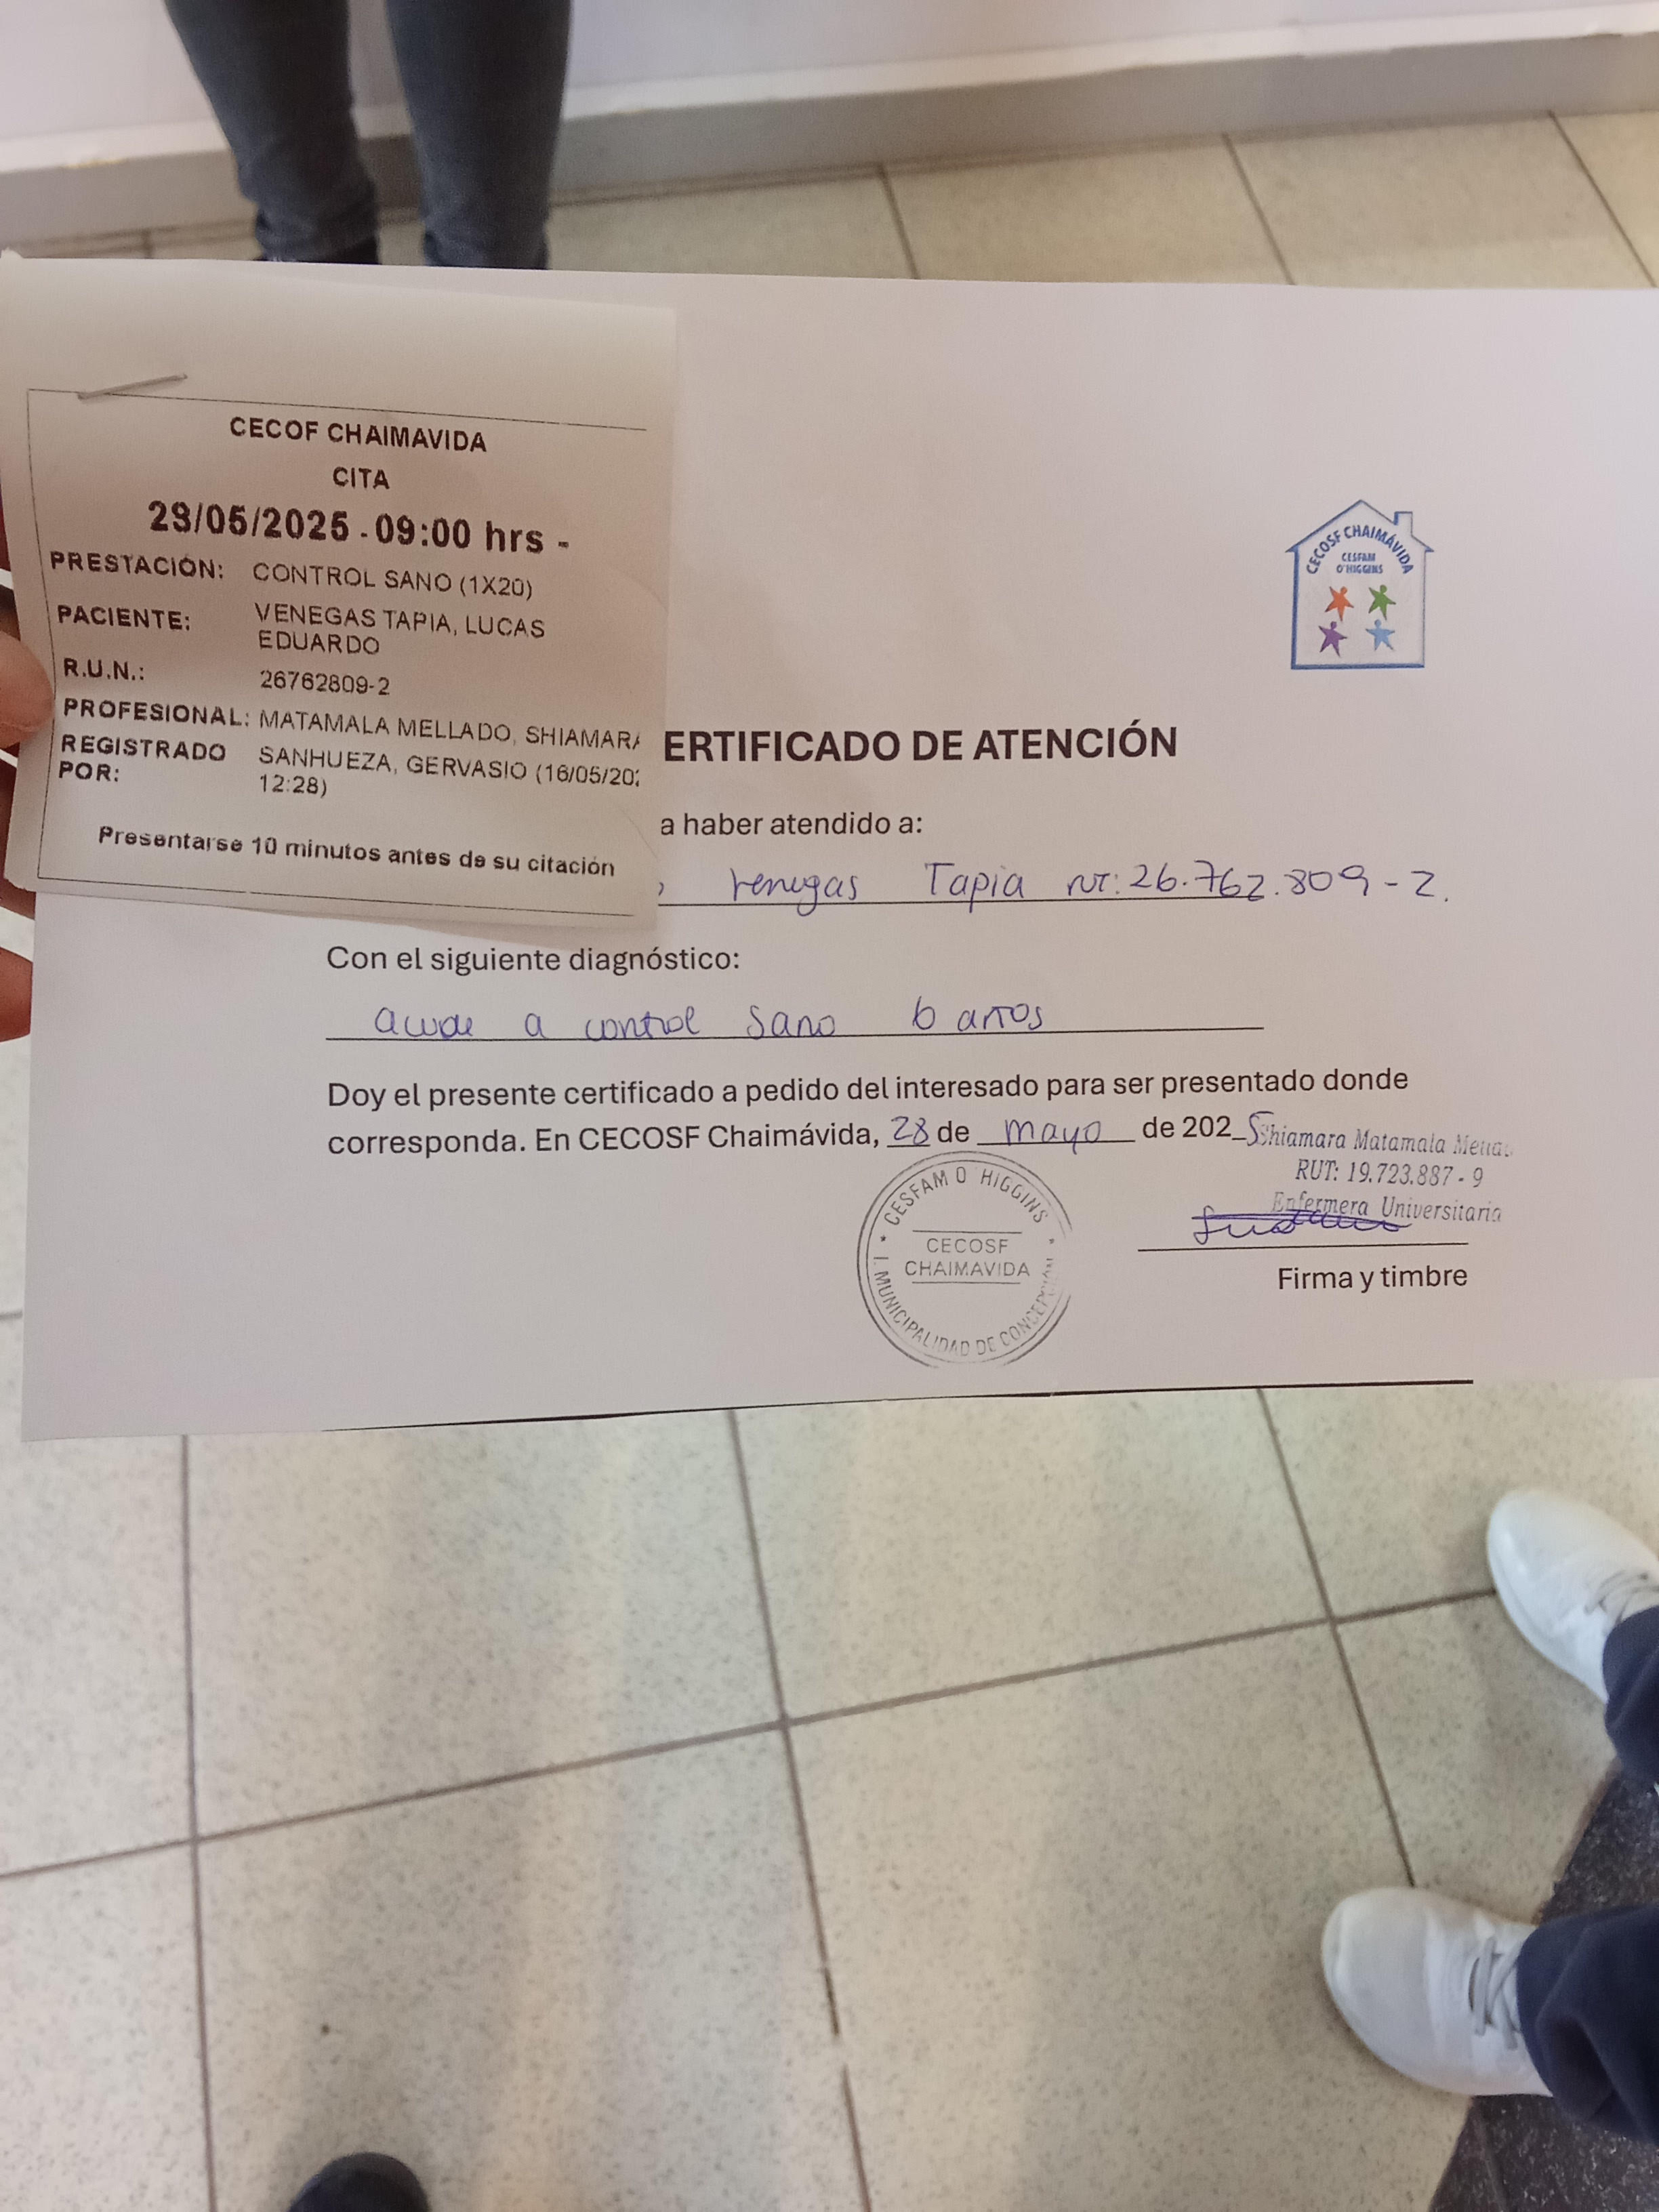 CECOF CHAIMAVIDA
CITA
29/05/2025 - 09:00 hrs -
PRESTACIÓN: CONTROL SANO (1X20)
PACIENTE: VENEGAS TAPIA, LUCAS
EDUARDO
R.U.N.: 26762809-2
PROFESIONAL: MATAMALA MELLADO, SHIAMARA
REGISTRADO POR: SANHUEZA, GERVASIO (16/05/202
12:28)
Presentarse 10 minutos antes de su citación
CECOSF CHAIMÁVIDA
CESFAM
O'HIGGINS
ERTIFICADO DE ATENCIÓN
a haber atendido a:
Venegas Tapia rut: 26.762.809-2.
Con el siguiente diagnóstico:
acude a control sano 6 años
Doy el presente certificado a pedido del interesado para ser presentado donde
corresponda. En CECOSF Chaimávida, 28 de mayo de 2025
Shiamara Matamala
RUT: 19.723.887-9
Enfermera Universitaria
Firma y timbre
CESFAM O'HIGGINS
CECOSF
CHAIMAVIDA
I. MUNICIPALIDAD DE CONCEPCIÓN